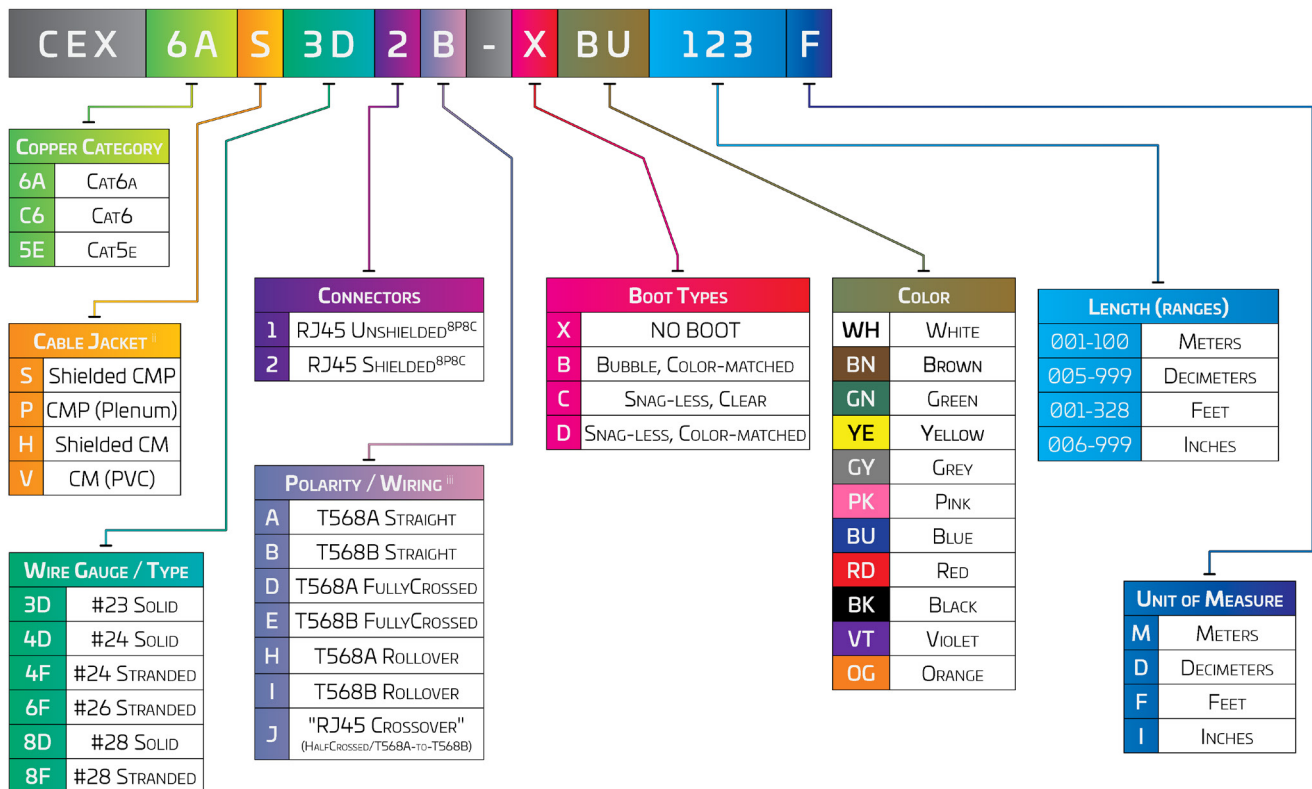 CEX 6A S 3D 2 B - X BU 123 F
COPPER CATEGORY
6A CAT6A
C6 CAT6
5E CAT5E
CABLE JACKET ii
S Shielded CMP
P CMP (Plenum)
H Shielded CM
V CM (PVC)
WIRE GAUGE / TYPE
3D #23 SOLID
4D #24 SOLID
4F #24 STRANDED
6F #26 STRANDED
8D #28 SOLID
8F #28 STRANDED
CONNECTORS
1 RJ45 UNSHIELDED 8P8C
2 RJ45 SHIELDED 8P8C
POLARITY / WIRING iii
A T568A STRAIGHT
B T568B STRAIGHT
D T568A FULLYCROSSED
E T568B FULLYCROSSED
H T568A ROLLOVER
I T568B ROLLOVER
J "RJ45 CROSSOVER"
(HALFCROSSED/T568A-TO-T568B)
BOOT TYPES
X NO BOOT
B BUBBLE, COLOR-MATCHED
C SNAG-LESS, CLEAR
D SNAG-LESS, COLOR-MATCHED
COLOR
WH WHITE
BN BROWN
GN GREEN
YE YELLOW
GY GREY
PK PINK
BU BLUE
RD RED
BK BLACK
VT VIOLET
OG ORANGE
LENGTH (RANGES)
001-100 METERS
005-999 DECIMETERS
001-328 FEET
006-999 INCHES
UNIT OF MEASURE
M METERS
D DECIMETERS
F FEET
I INCHES